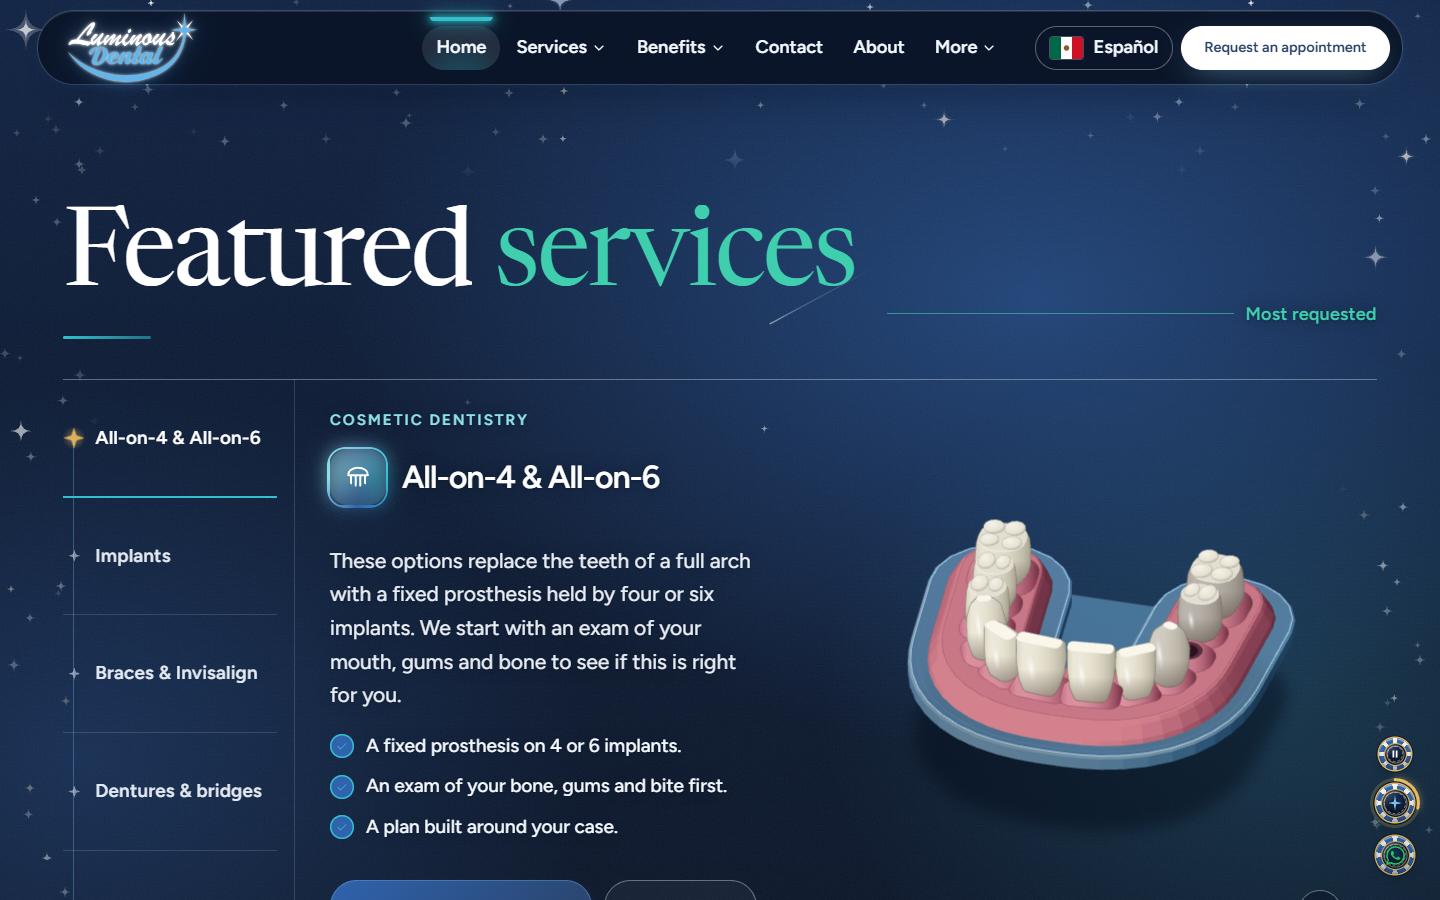 Luminous
Dental
Home
Services
Benefits
Contact
About
More
Español
Request an appointment
Featured services
Most requested
All-on-4 & All-on-6
Implants
Braces & Invisalign
Dentures & bridges
COSMETIC DENTISTRY
All-on-4 & All-on-6
These options replace the teeth of a full arch
with a fixed prosthesis held by four or six
implants. We start with an exam of your
mouth, gums and bone to see if this is right
for you.
A fixed prosthesis on 4 or 6 implants.
An exam of your bone, gums and bite first.
A plan built around your case.